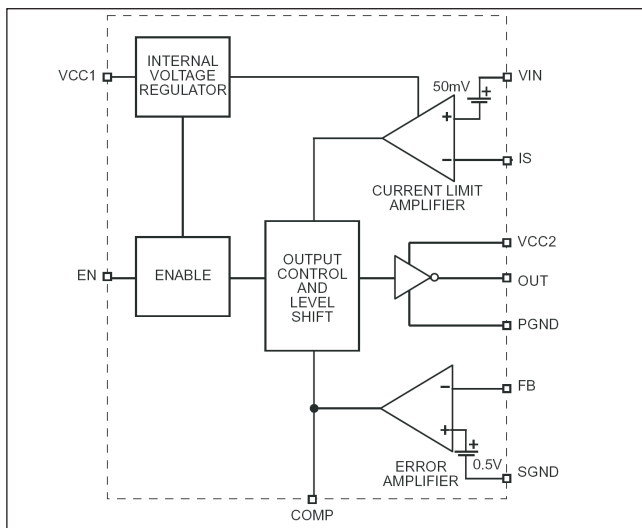 INTERNAL
VOLTAGE
REGULATOR
VCC1
50mV
+
VIN
+
−
IS
CURRENT LIMIT
AMPLIFIER
VCC2
EN
ENABLE
OUTPUT
CONTROL
AND
LEVEL
SHIFT
OUT
PGND
−
FB
+
+
0.5V
ERROR
AMPLIFIER
SGND
COMP